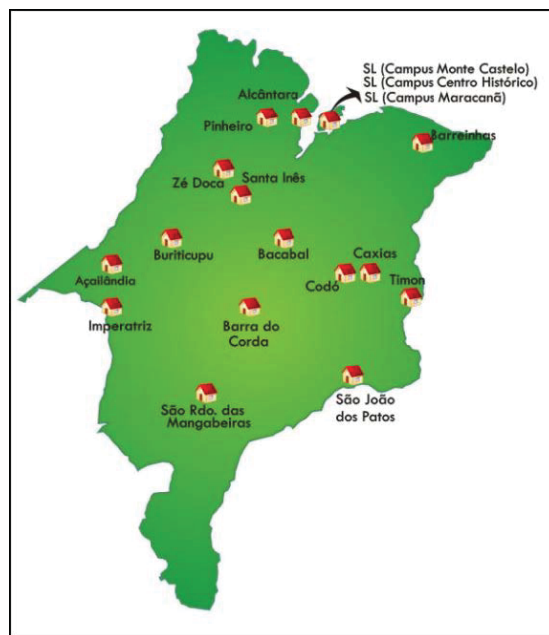 SL (Campus Monte Castelo)
SL (Campus Centro Histórico)
SL (Campus Maracanã)
Alcântara
Pinheiro
Barreinhas
Zé Doca
Santa Inês
Buriticupu
Bacabal
Caxias
Codó
Timon
Açailândia
Imperatriz
Barra do
Corda
São Rdo. das
Mangabeiras
São João
dos Patos